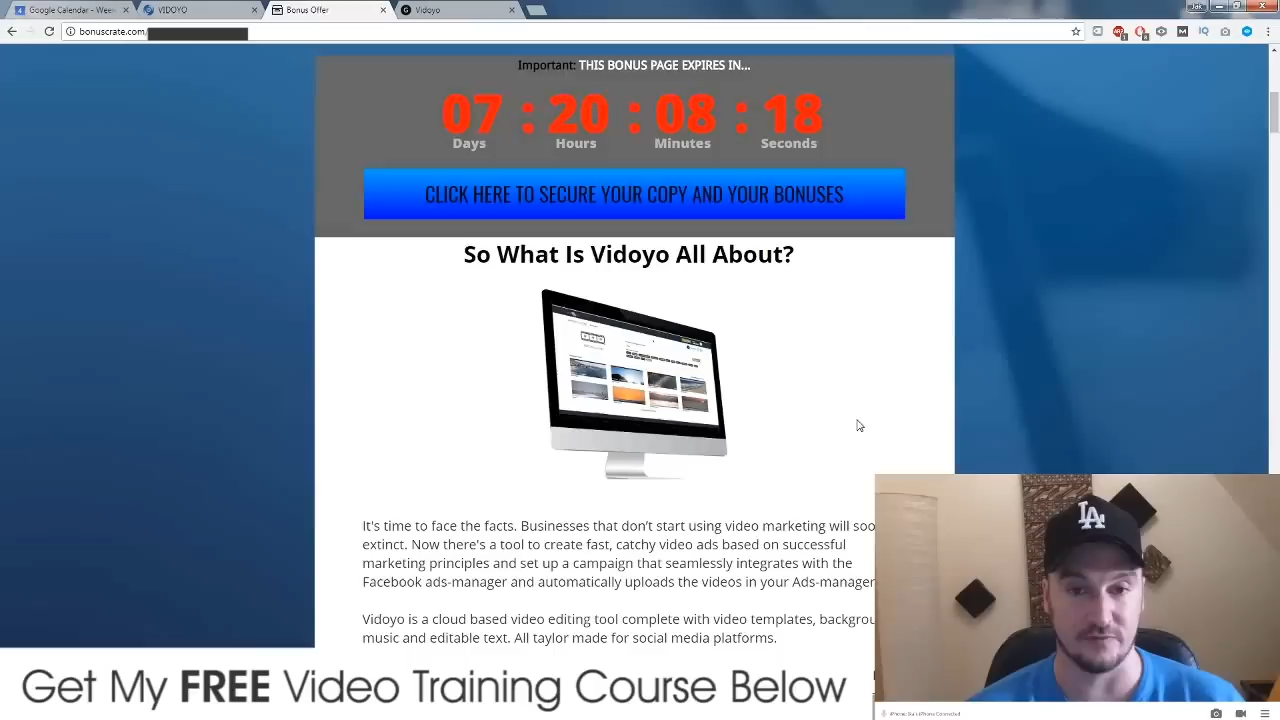 Google Calendar - Week
VIDOYO
Bonus Offer
Vidoyo
bonuscrate.com/
Important: THIS BONUS PAGE EXPIRES IN...
07 : 20 : 08 : 18
Days Hours Minutes Seconds
CLICK HERE TO SECURE YOUR COPY AND YOUR BONUSES
So What Is Vidoyo All About?
It's time to face the facts. Businesses that don't start using video marketing will soo
extinct. Now there's a tool to create fast, catchy video ads based on successful
marketing principles and set up a campaign that seamlessly integrates with the
Facebook ads-manager and automatically uploads the videos in your Ads-manager
Vidoyo is a cloud based video editing tool complete with video templates, backgrou
music and editable text. All taylor made for social media platforms.
LA
Get My FREE Video Training Course Below